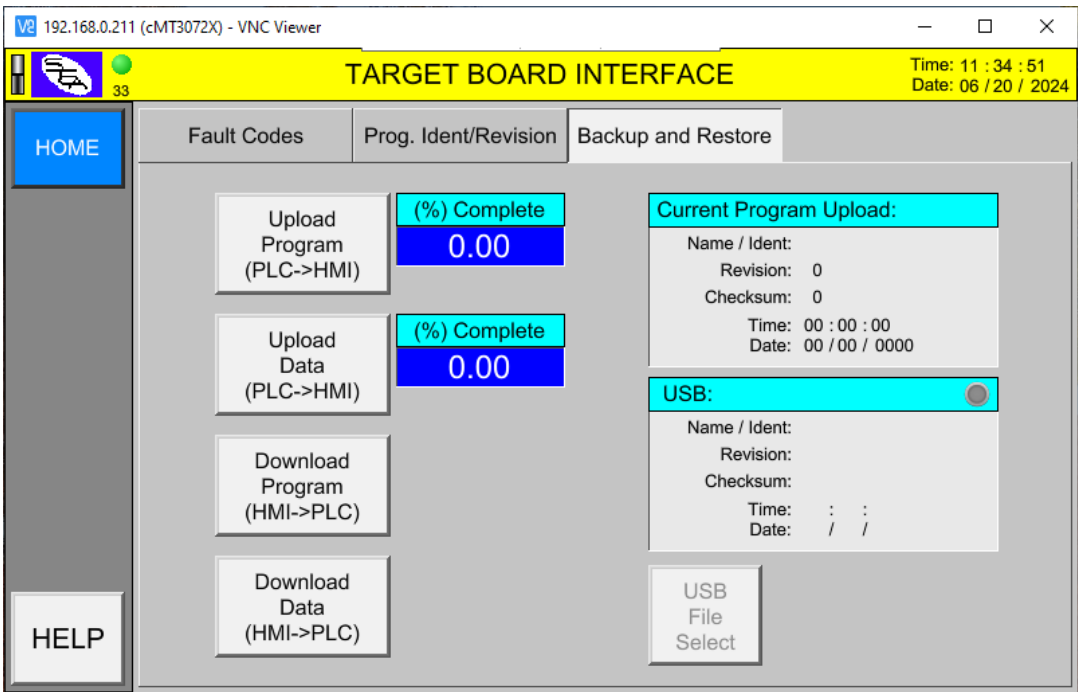 192.168.0.211 (cMT3072X) - VNC Viewer
SEA
33
TARGET BOARD INTERFACE
Time: 11 : 34 : 51
Date: 06 / 20 / 2024
HOME
Fault Codes
Prog. Ident/Revision
Backup and Restore
Upload
Program
(PLC->HMI)
(%) Complete
0.00
Upload
Data
(PLC->HMI)
(%) Complete
0.00
Download
Program
(HMI->PLC)
Download
Data
(HMI->PLC)
Current Program Upload:
Name / Ident:
Revision: 0
Checksum: 0
Time: 00 : 00 : 00
Date: 00 / 00 / 0000
USB:
Name / Ident:
Revision:
Checksum:
Time: : :
Date: / /
USB
File
Select
HELP